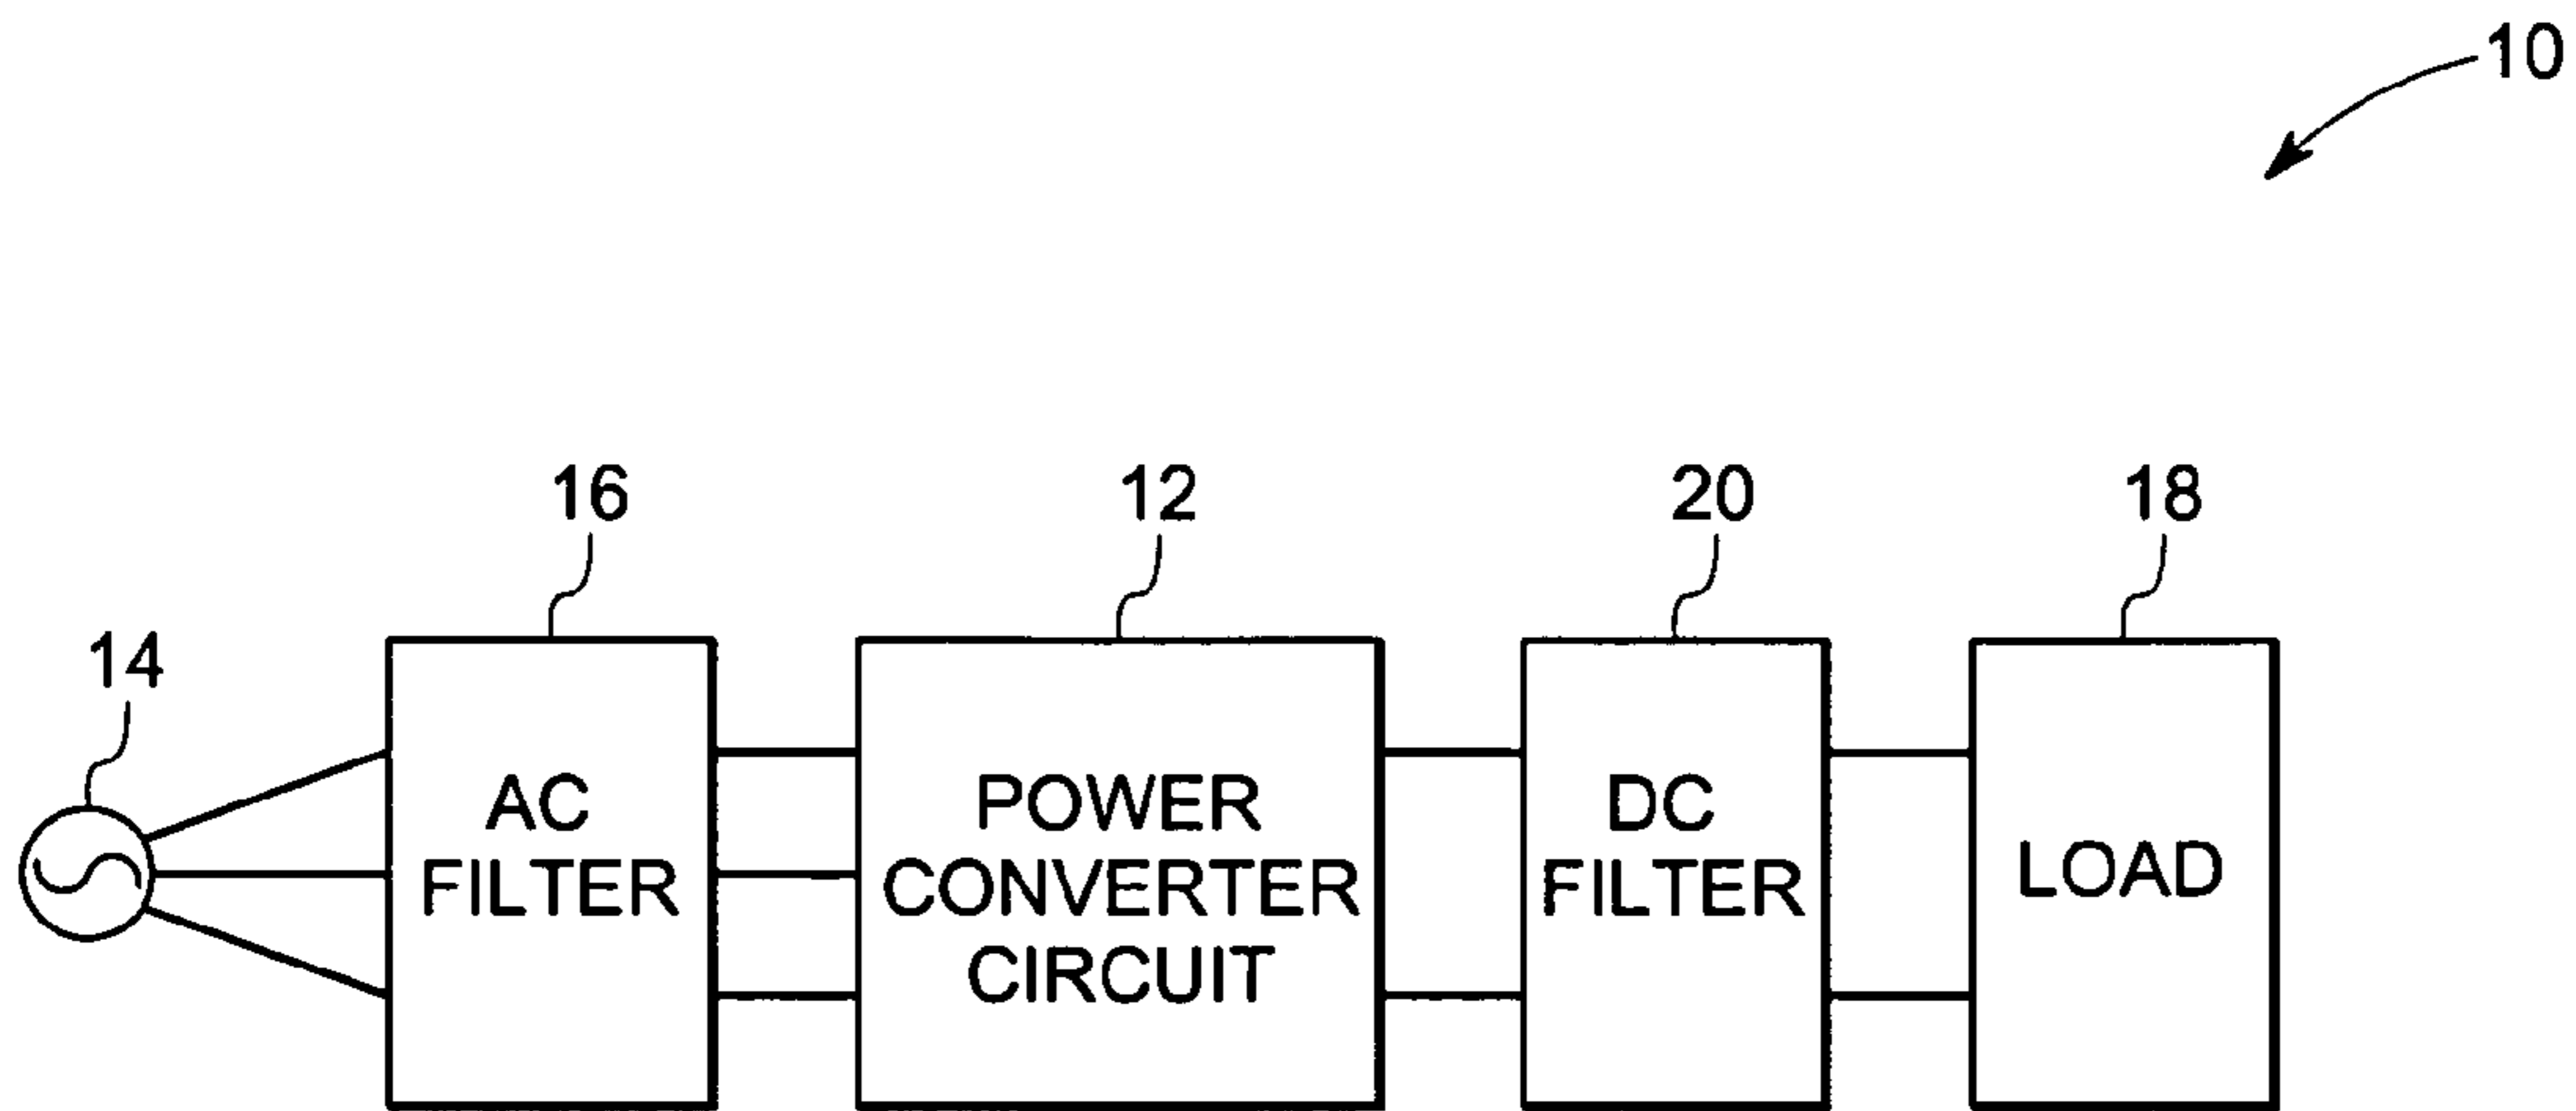 10
16
12
20
18
14
AC
FILTER
POWER
CONVERTER
CIRCUIT
DC
FILTER
LOAD